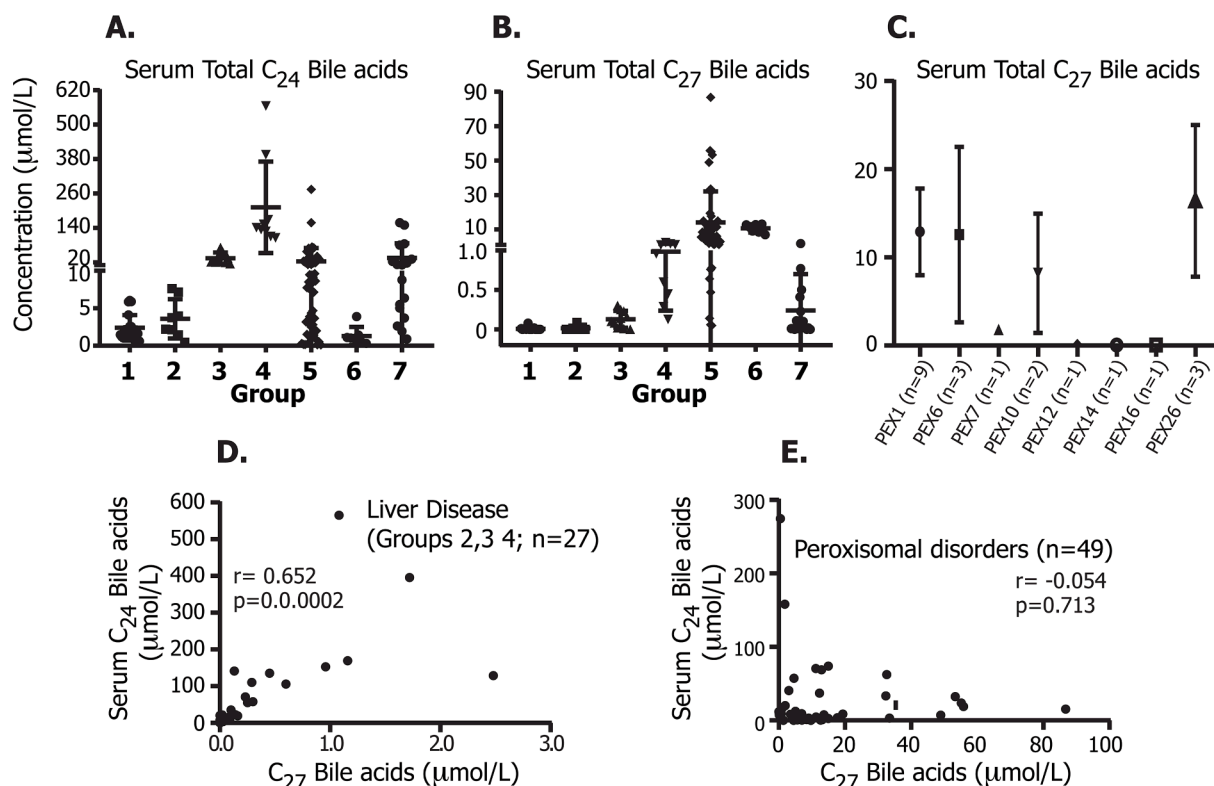 A.
Serum Total C24 Bile acids
Concentration (μmol/L)
620
500
380
260
140
20
10
5
0
1 2 3 4 5 6 7
Group
B.
Serum Total C27 Bile acids
90
70
50
30
10
1.0
0.5
0
1 2 3 4 5 6 7
Group
C.
Serum Total C27 Bile acids
30
20
10
0
PEX1 (n=9)
PEX6 (n=3)
PEX7 (n=1)
PEX10 (n=2)
PEX12 (n=1)
PEX14 (n=1)
PEX16 (n=1)
PEX26 (n=3)
D.
Serum C24 Bile acids
(μmol/L)
600
500
400
300
200
100
0
Liver Disease
(Groups 2,3 4; n=27)
r= 0.652
p=0.0.0002
0.0 1.0 2.0 3.0
C27 Bile acids (μmol/L)
E.
Serum C24 Bile acids
(μmol/L)
300
200
100
0
Peroxisomal disorders (n=49)
r= -0.054
p=0.713
0 20 40 60 80 100
C27 Bile acids (μmol/L)